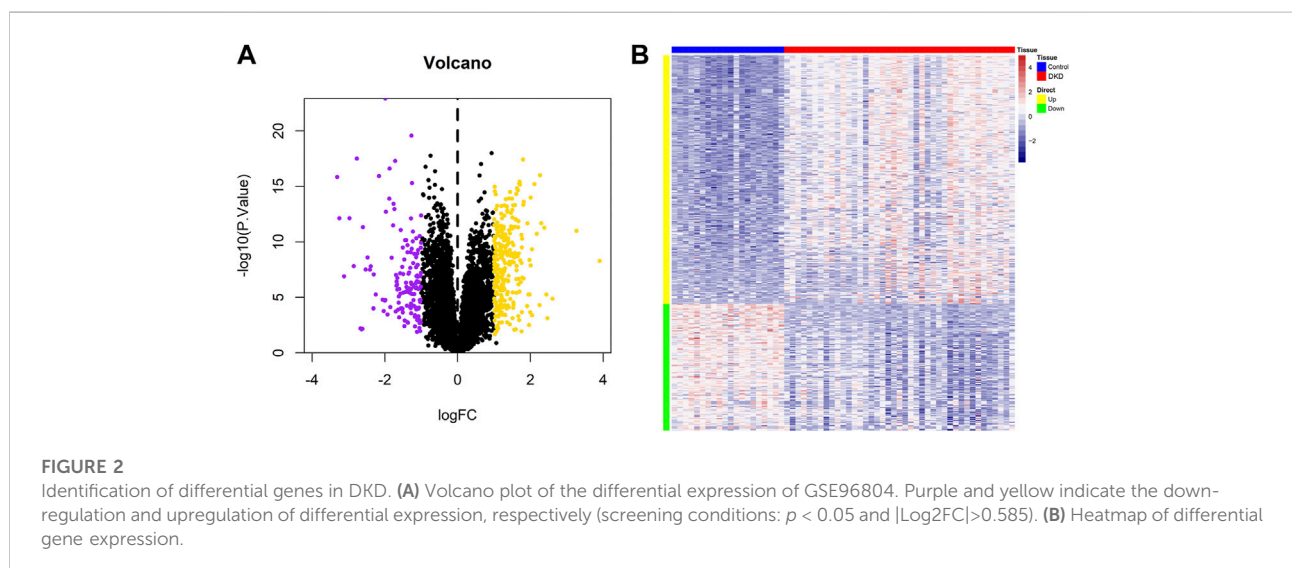 A
Volcano
-log10(P.Value)
20
15
10
5
0
-4
-2
0
2
4
logFC
B
Tissue
4
2
0
−2
Tissue
Control
DKD
Direct
Up
Down
FIGURE 2
Identification of differential genes in DKD. (A) Volcano plot of the differential expression of GSE96804. Purple and yellow indicate the down-
regulation and upregulation of differential expression, respectively (screening conditions: p < 0.05 and |Log2FC|>0.585). (B) Heatmap of differential
gene expression.